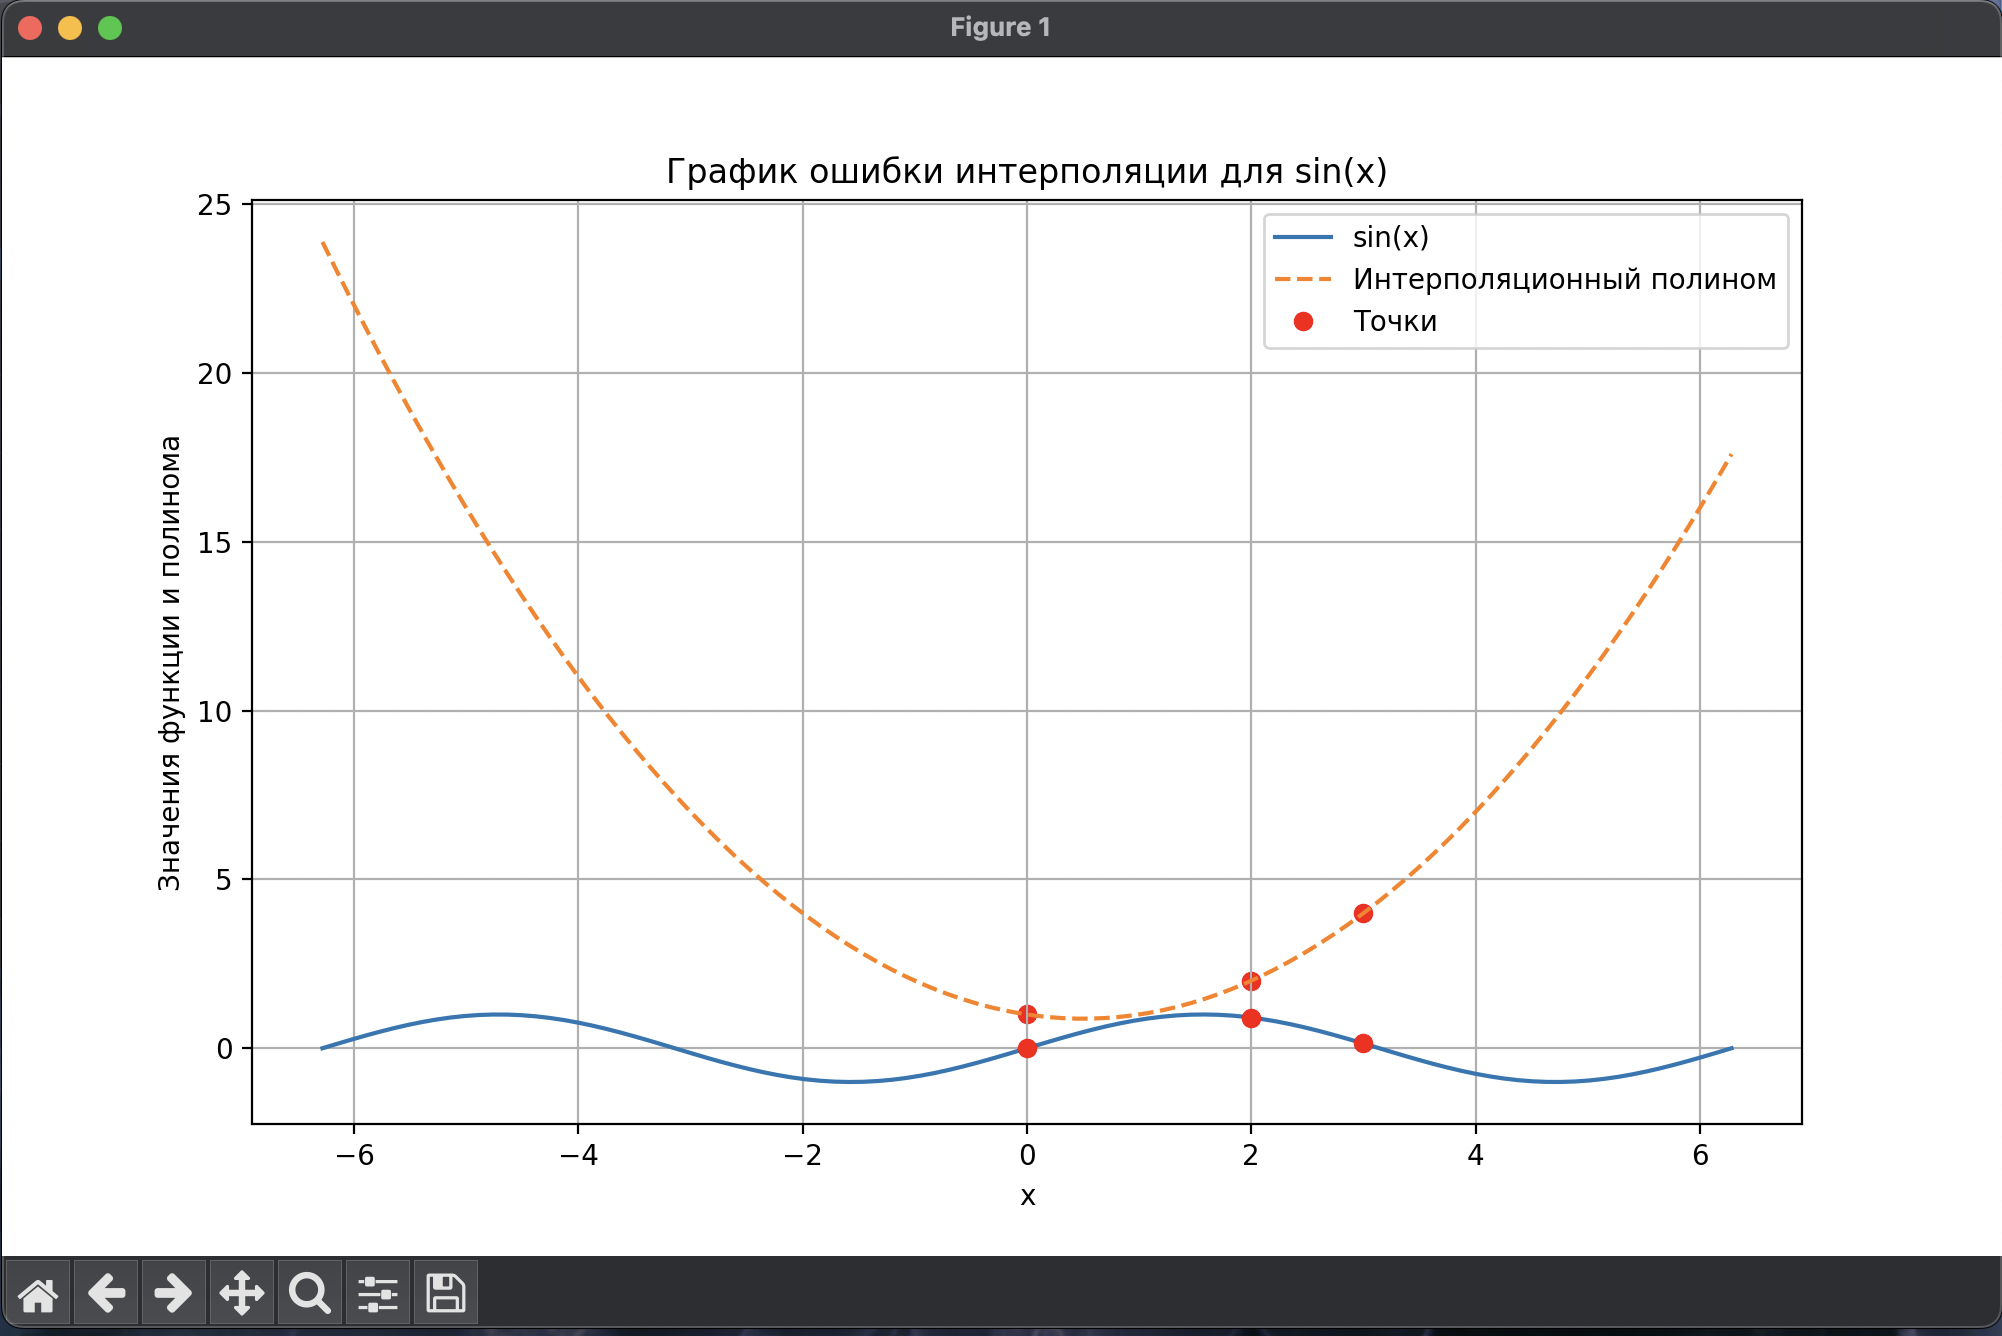 Figure 1
График ошибки интерполяции для sin(x)
sin(x)
Интерполяционный полином
Точки
Значения функции и полинома
25
20
15
10
5
0
−6
−4
−2
0
2
4
6
x